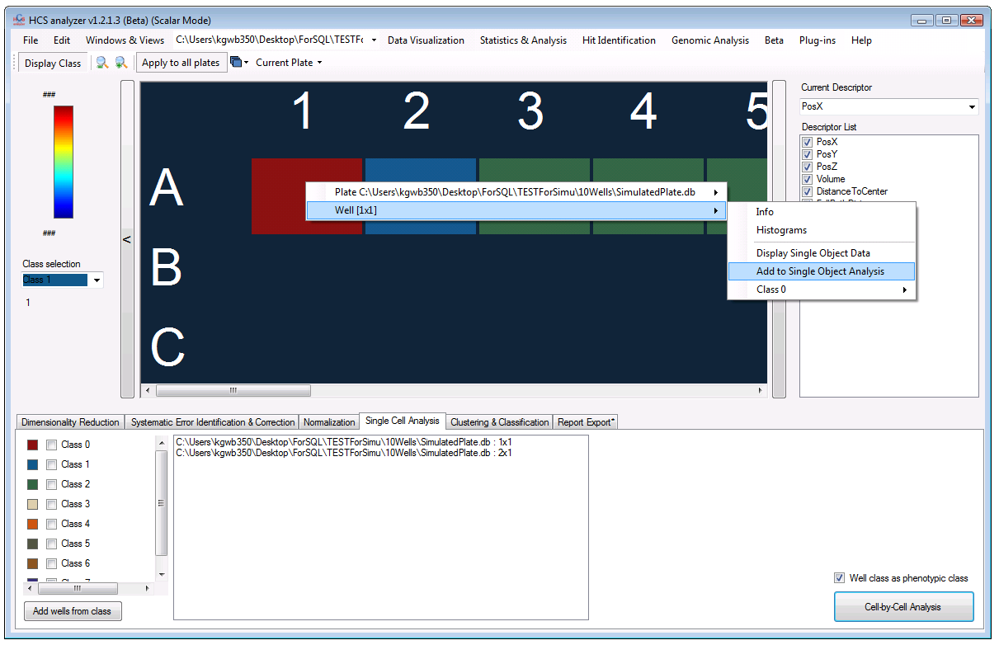 HCS analyzer v1.2.1.3 (Beta) (Scalar Mode)
File Edit Windows & Views C:\Users\kgwb350\Desktop\ForSQL\TESTFo Data Visualization Statistics & Analysis Hit Identification Genomic Analysis Beta Plug-ins Help
Display Class Apply to all plates Current Plate
###
###
Class selection
Class 1
1
<
1 2 3 4 5
A
B
C
Plate C:\Users\kgwb350\Desktop\ForSQL\TESTForSimu\10Wells\SimulatedPlate.db
Well [1x1]
Info
Histograms
Display Single Object Data
Add to Single Object Analysis
Class 0
Current Descriptor
PosX
Descriptor List
PosX
PosY
PosZ
Volume
DistanceToCenter
Dimensionality Reduction Systematic Error Identification & Correction Normalization Single Cell Analysis Clustering & Classification Report Export*
Class 0
Class 1
Class 2
Class 3
Class 4
Class 5
Class 6
Add wells from class
C:\Users\kgwb350\Desktop\ForSQL\TESTForSimu\10Wells\SimulatedPlate.db : 1x1
C:\Users\kgwb350\Desktop\ForSQL\TESTForSimu\10Wells\SimulatedPlate.db : 2x1
Well class as phenotypic class
Cell-by-Cell Analysis